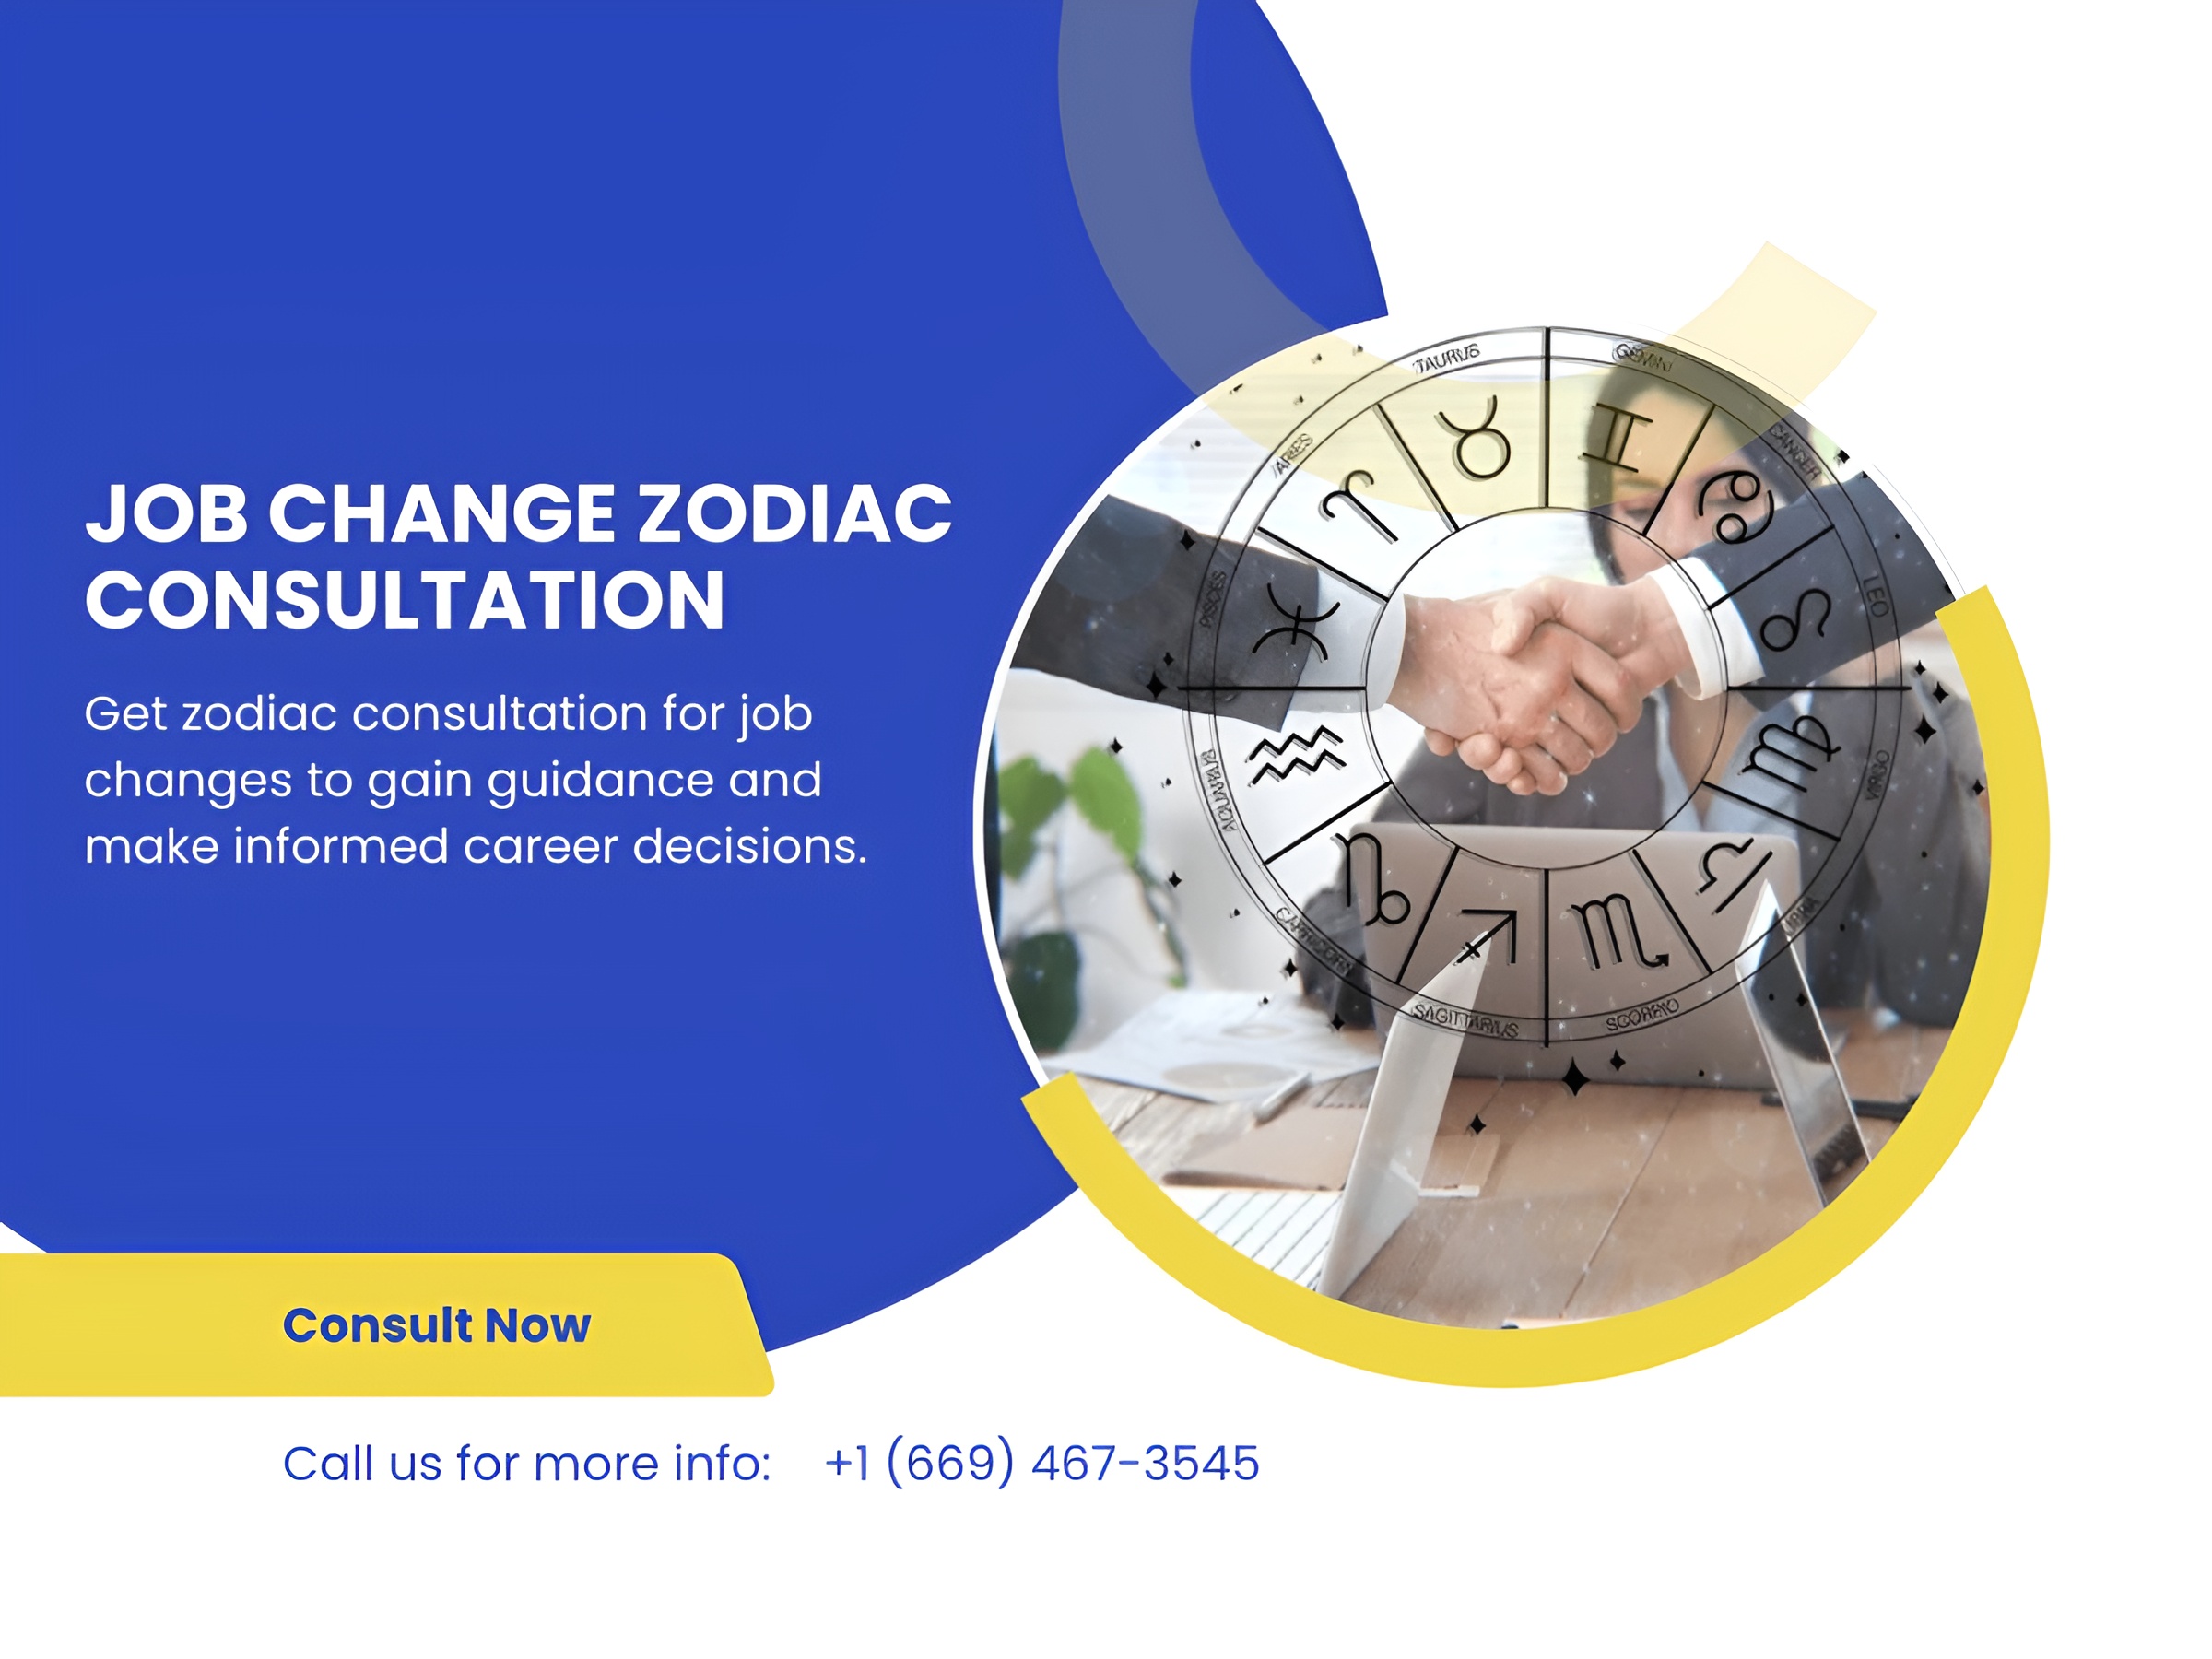 JOB CHANGE ZODIAC
CONSULTATION
Get zodiac consultation for job
changes to gain guidance and
make informed career decisions.
TAURUS
GEMINI
ARIES
CANCER
PISCES
LEO
AQUARIUS
VIRGO
CAPRICORN
SAGITTARIUS
SCORPIO
Consult Now
Call us for more info: +1 (669) 467-3545